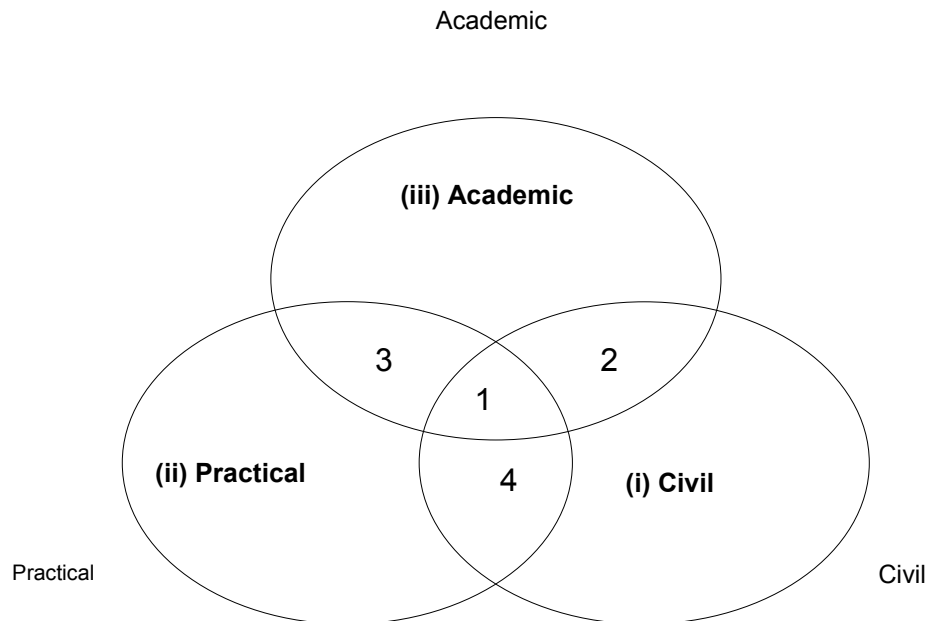 Academic
(iii) Academic
3
2
1
(ii) Practical
4
(i) Civil
Practical
Civil